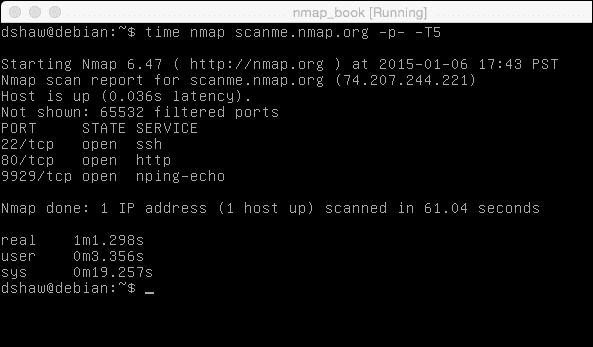 nmap_book [Running]
dshaw@debian:~$ time nmap scanme.nmap.org -p- -T5
Starting Nmap 6.47 ( http://nmap.org ) at 2015-01-06 17:43 PST
Nmap scan report for scanme.nmap.org (74.207.244.221)
Host is up (0.036s latency).
Not shown: 65532 filtered ports
PORT     STATE SERVICE
22/tcp   open  ssh
80/tcp   open  http
9929/tcp open  nping-echo
Nmap done: 1 IP address (1 host up) scanned in 61.04 seconds
real    1m1.298s
user    0m3.356s
sys     0m19.257s
dshaw@debian:~$ _